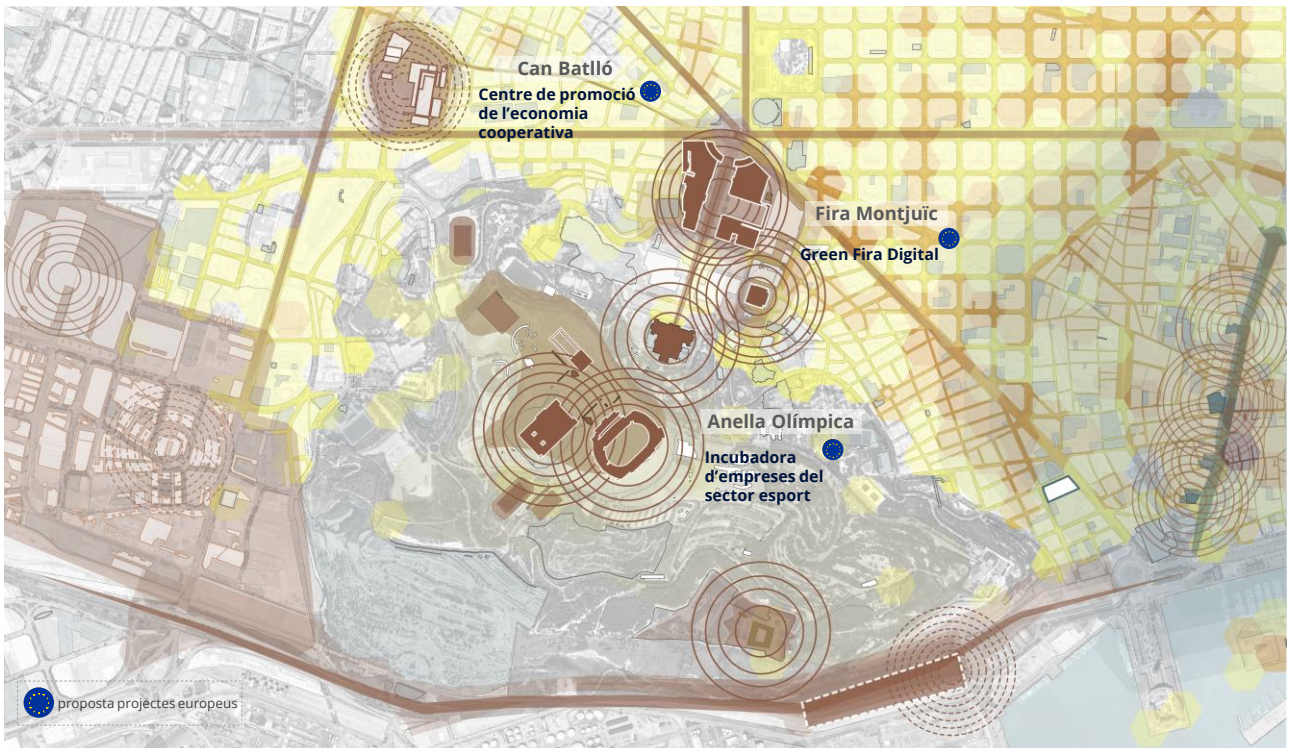 Can Batlló
Centre de promoció
de l’economia
cooperativa
Fira Montjuïc
Green Fira Digital
Anella Olímpica
Incubadora
d’empreses del
sector esport
proposta projectes europeus